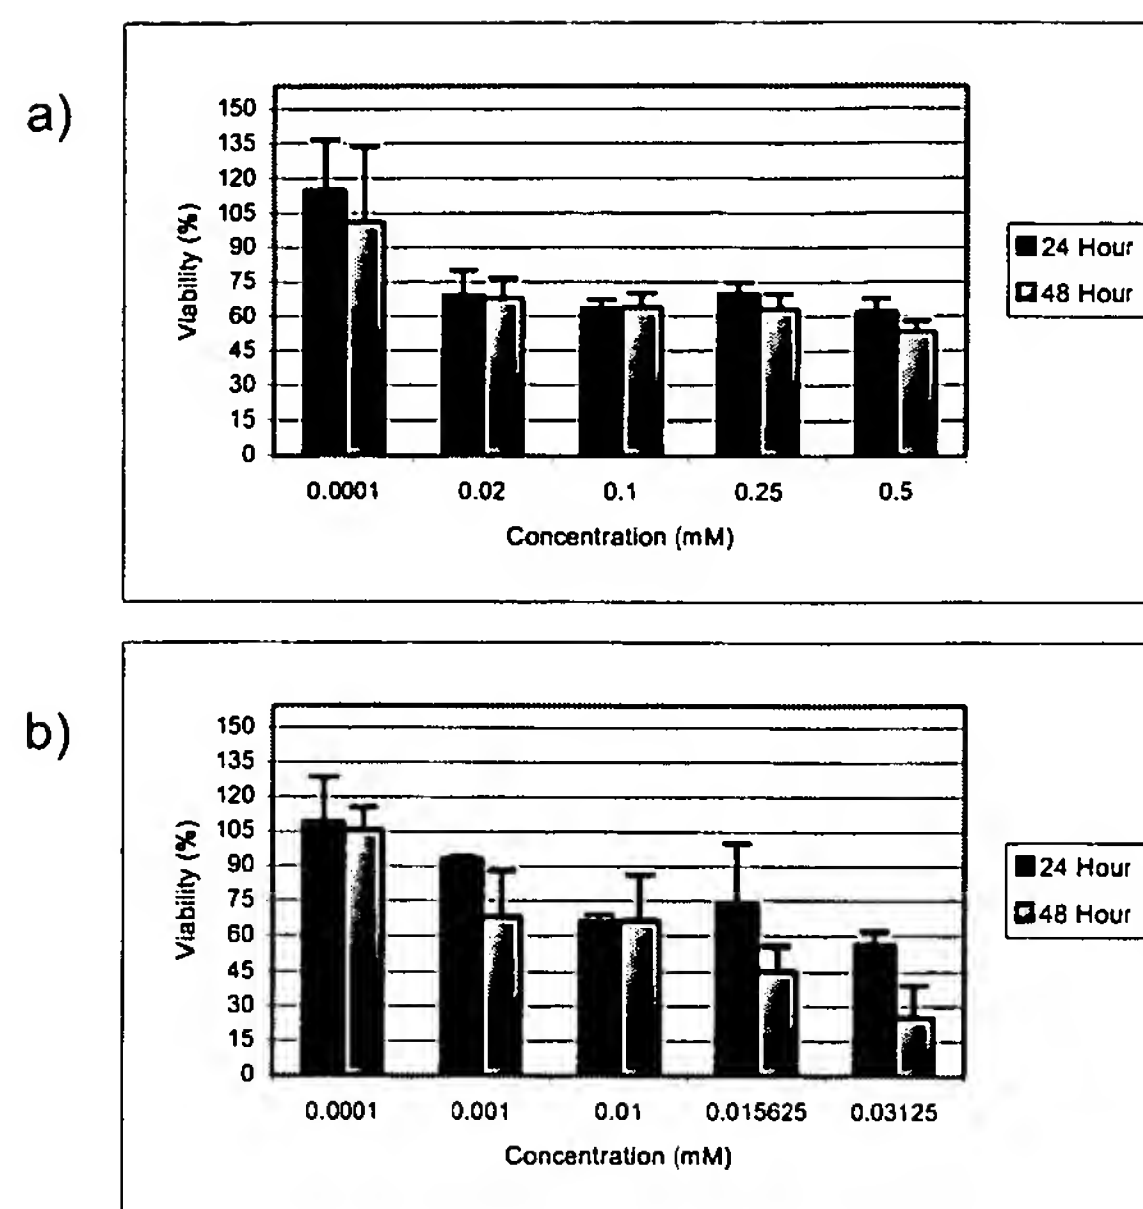 a)
Viability (%)
150
135
120
105
90
75
60
45
30
15
0
0.0001 0.02 0.1 0.25 0.5
Concentration (mM)
24 Hour
48 Hour
b)
Viability (%)
150
135
120
105
90
75
60
45
30
15
0
0.0001 0.001 0.01 0.015625 0.03125
Concentration (mM)
24 Hour
48 Hour